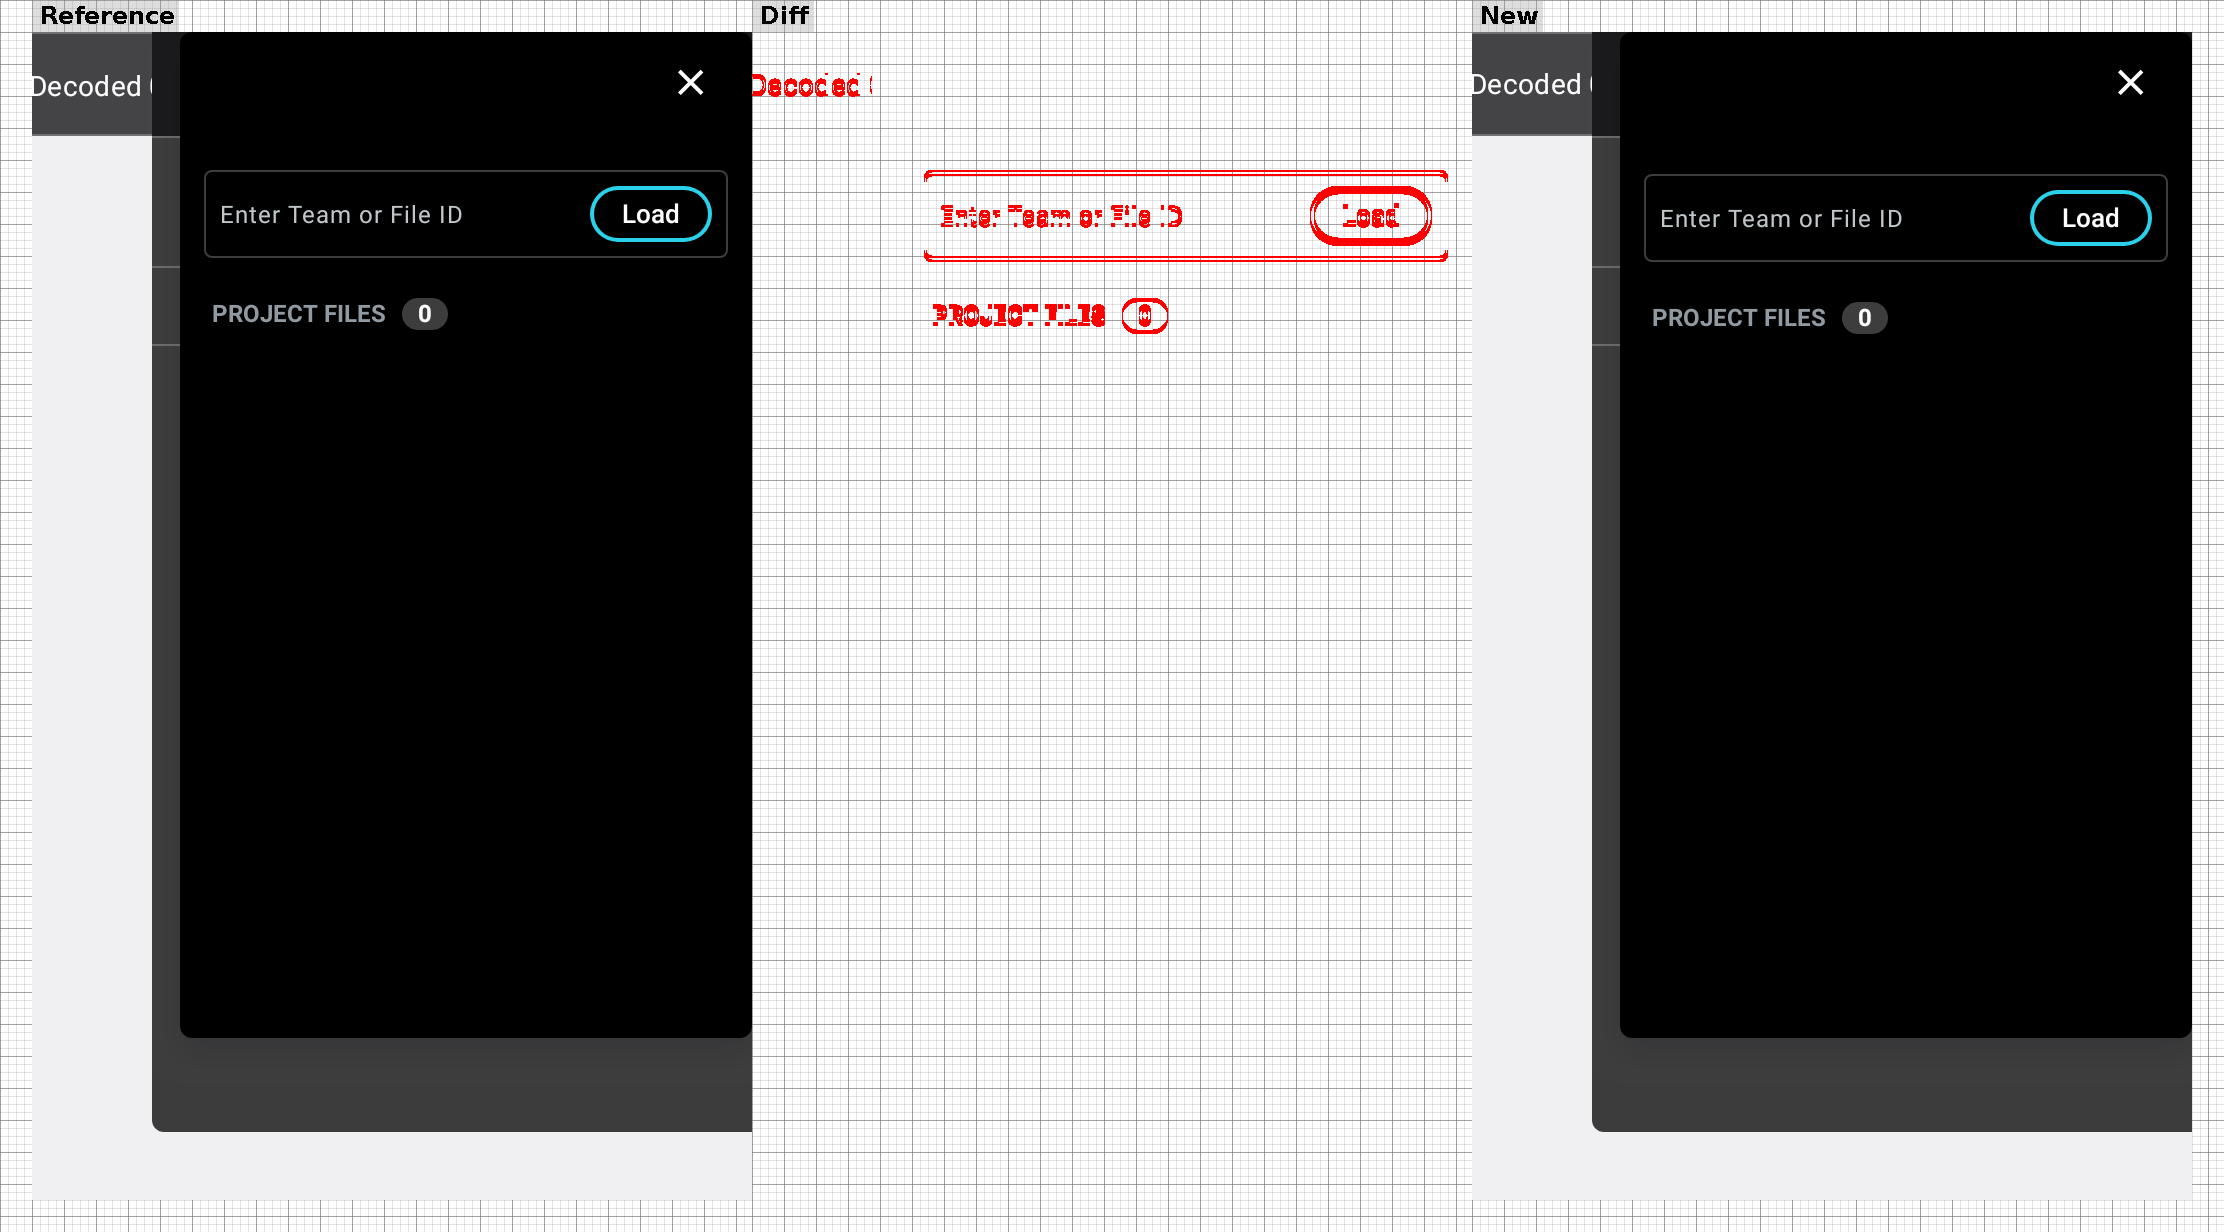 Reference
Diff
New
Decoded
Enter Team or File ID
Load
PROJECT FILES 0
Decoded
Enter Team or File ID
Load
PROJECT FILES 0
Decoded
Enter Team or File ID
Load
PROJECT FILES 0